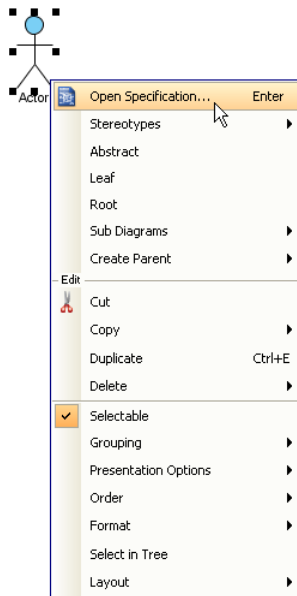 Actor
Open Specification... Enter
Stereotypes
Abstract
Leaf
Root
Sub Diagrams
Create Parent
Edit
Cut
Copy
Duplicate Ctrl+E
Delete
Selectable
Grouping
Presentation Options
Order
Format
Select in Tree
Layout